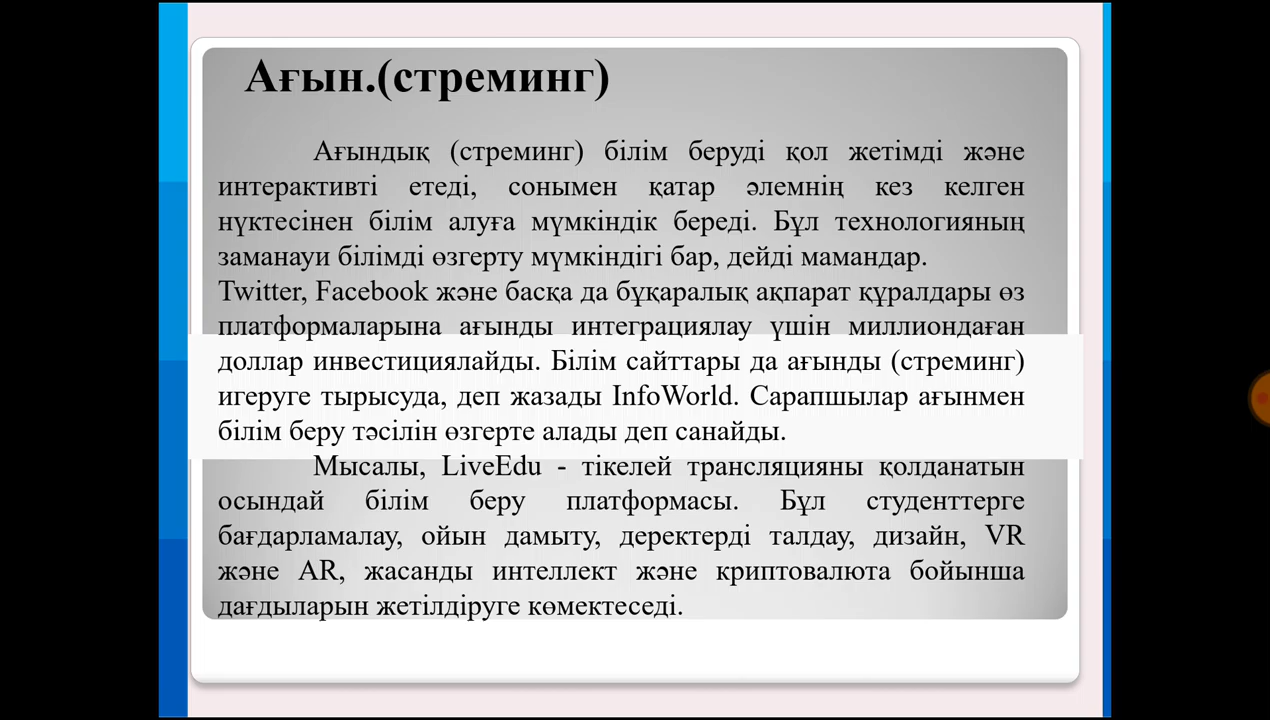 Ағын.(стреминг)
Ағындық (стреминг) білім беруді қол жетімді және
интерактивті етеді, сонымен қатар әлемнің кез келген
нүктесінен білім алуға мүмкіндік береді. Бұл технологияның
заманауи білімді өзгерту мүмкіндігі бар, дейді мамандар.
Twitter, Facebook және басқа да бұқаралық ақпарат құралдары өз
платформаларына ағынды интеграциялау үшін миллиондаған
доллар инвестициялайды. Білім сайттары да ағынды (стреминг)
игеруге тырысуда, деп жазады InfoWorld. Сарапшылар ағынмен
білім беру тәсілін өзгерте алады деп санайды.
Мысалы, LiveEdu - тікелей трансляцияны қолданатын
осындай білім беру платформасы. Бұл студенттерге
бағдарламалау, ойын дамыту, деректерді талдау, дизайн, VR
және AR, жасанды интеллект және криптовалюта бойынша
дағдыларын жетілдіруге көмектеседі.